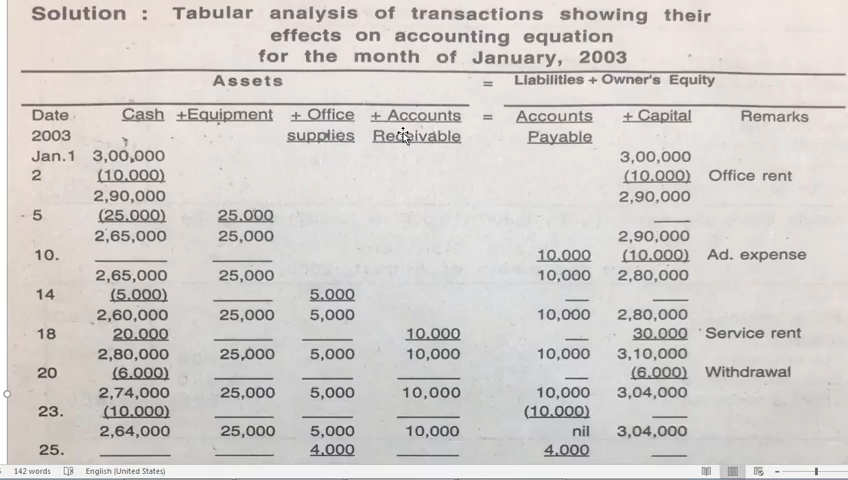 Solution : Tabular analysis of transactions showing their
effects on accounting equation
for the month of January, 2003
Assets = Liabilities + Owner's Equity
Date Cash +Equipment + Office + Accounts = Accounts + Capital Remarks
2003 supplies Receivable Payable
Jan.1 3,00,000 3,00,000
2 (10.000) (10.000) Office rent
2,90,000 2,90,000
5 (25.000) 25.000
2,65,000 25,000 2,90,000
10. 10.000 (10.000) Ad. expense
2,65,000 25,000 10,000 2,80,000
14 (5.000) 5.000
2,60,000 25,000 5,000 10,000 2,80,000
18 20.000 10.000 30.000 Service rent
2,80,000 25,000 5,000 10,000 10,000 3,10,000
20 (6.000) (6.000) Withdrawal
2,74,000 25,000 5,000 10,000 10,000 3,04,000
23. (10.000) (10.000)
2,64,000 25,000 5,000 10,000 nil 3,04,000
25. 4.000 4.000
142 words English (United States)